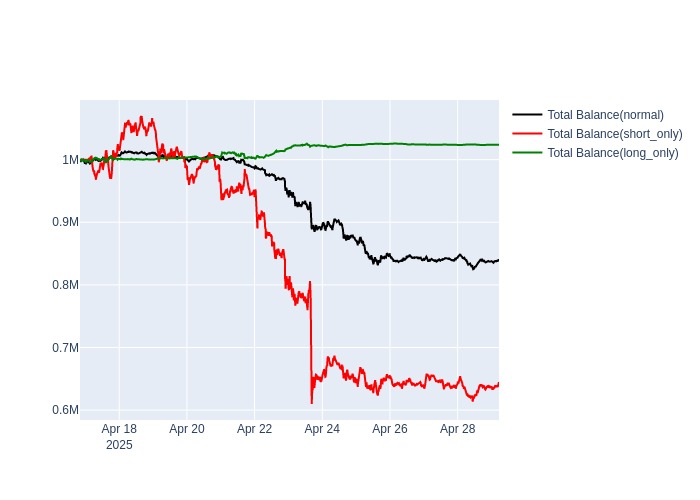 Total Balance(normal)
Total Balance(short_only)
Total Balance(long_only)
1M
0.9M
0.8M
0.7M
0.6M
Apr 18
2025
Apr 20
Apr 22
Apr 24
Apr 26
Apr 28